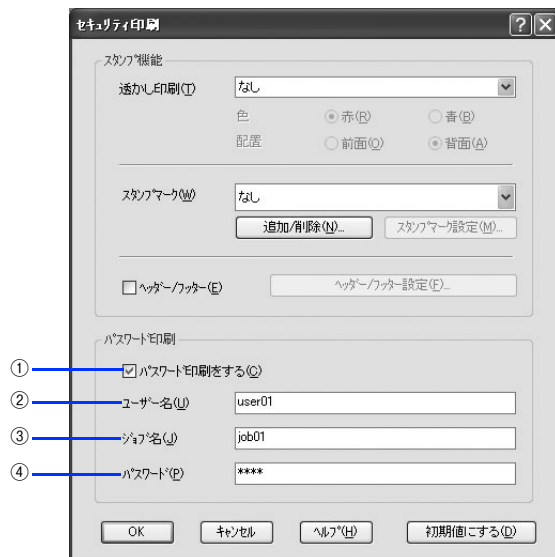 セキュリティ印刷
スタンプ機能
透かし印刷(T) なし
色 赤(R) 青(B)
配置 前面(O) 背面(A)
スタンプマーク(W) なし
追加/削除(N)... スタンプマーク設定(M)...
ヘッダー/フッター(E) ヘッダー/フッター設定(F)...
パスワード印刷
① パスワード印刷をする(C)
② ユーザー名(U) user01
③ ジョブ名(J) job01
④ パスワード(P) ****
OK キャンセル ヘルプ(H) 初期値にする(D)